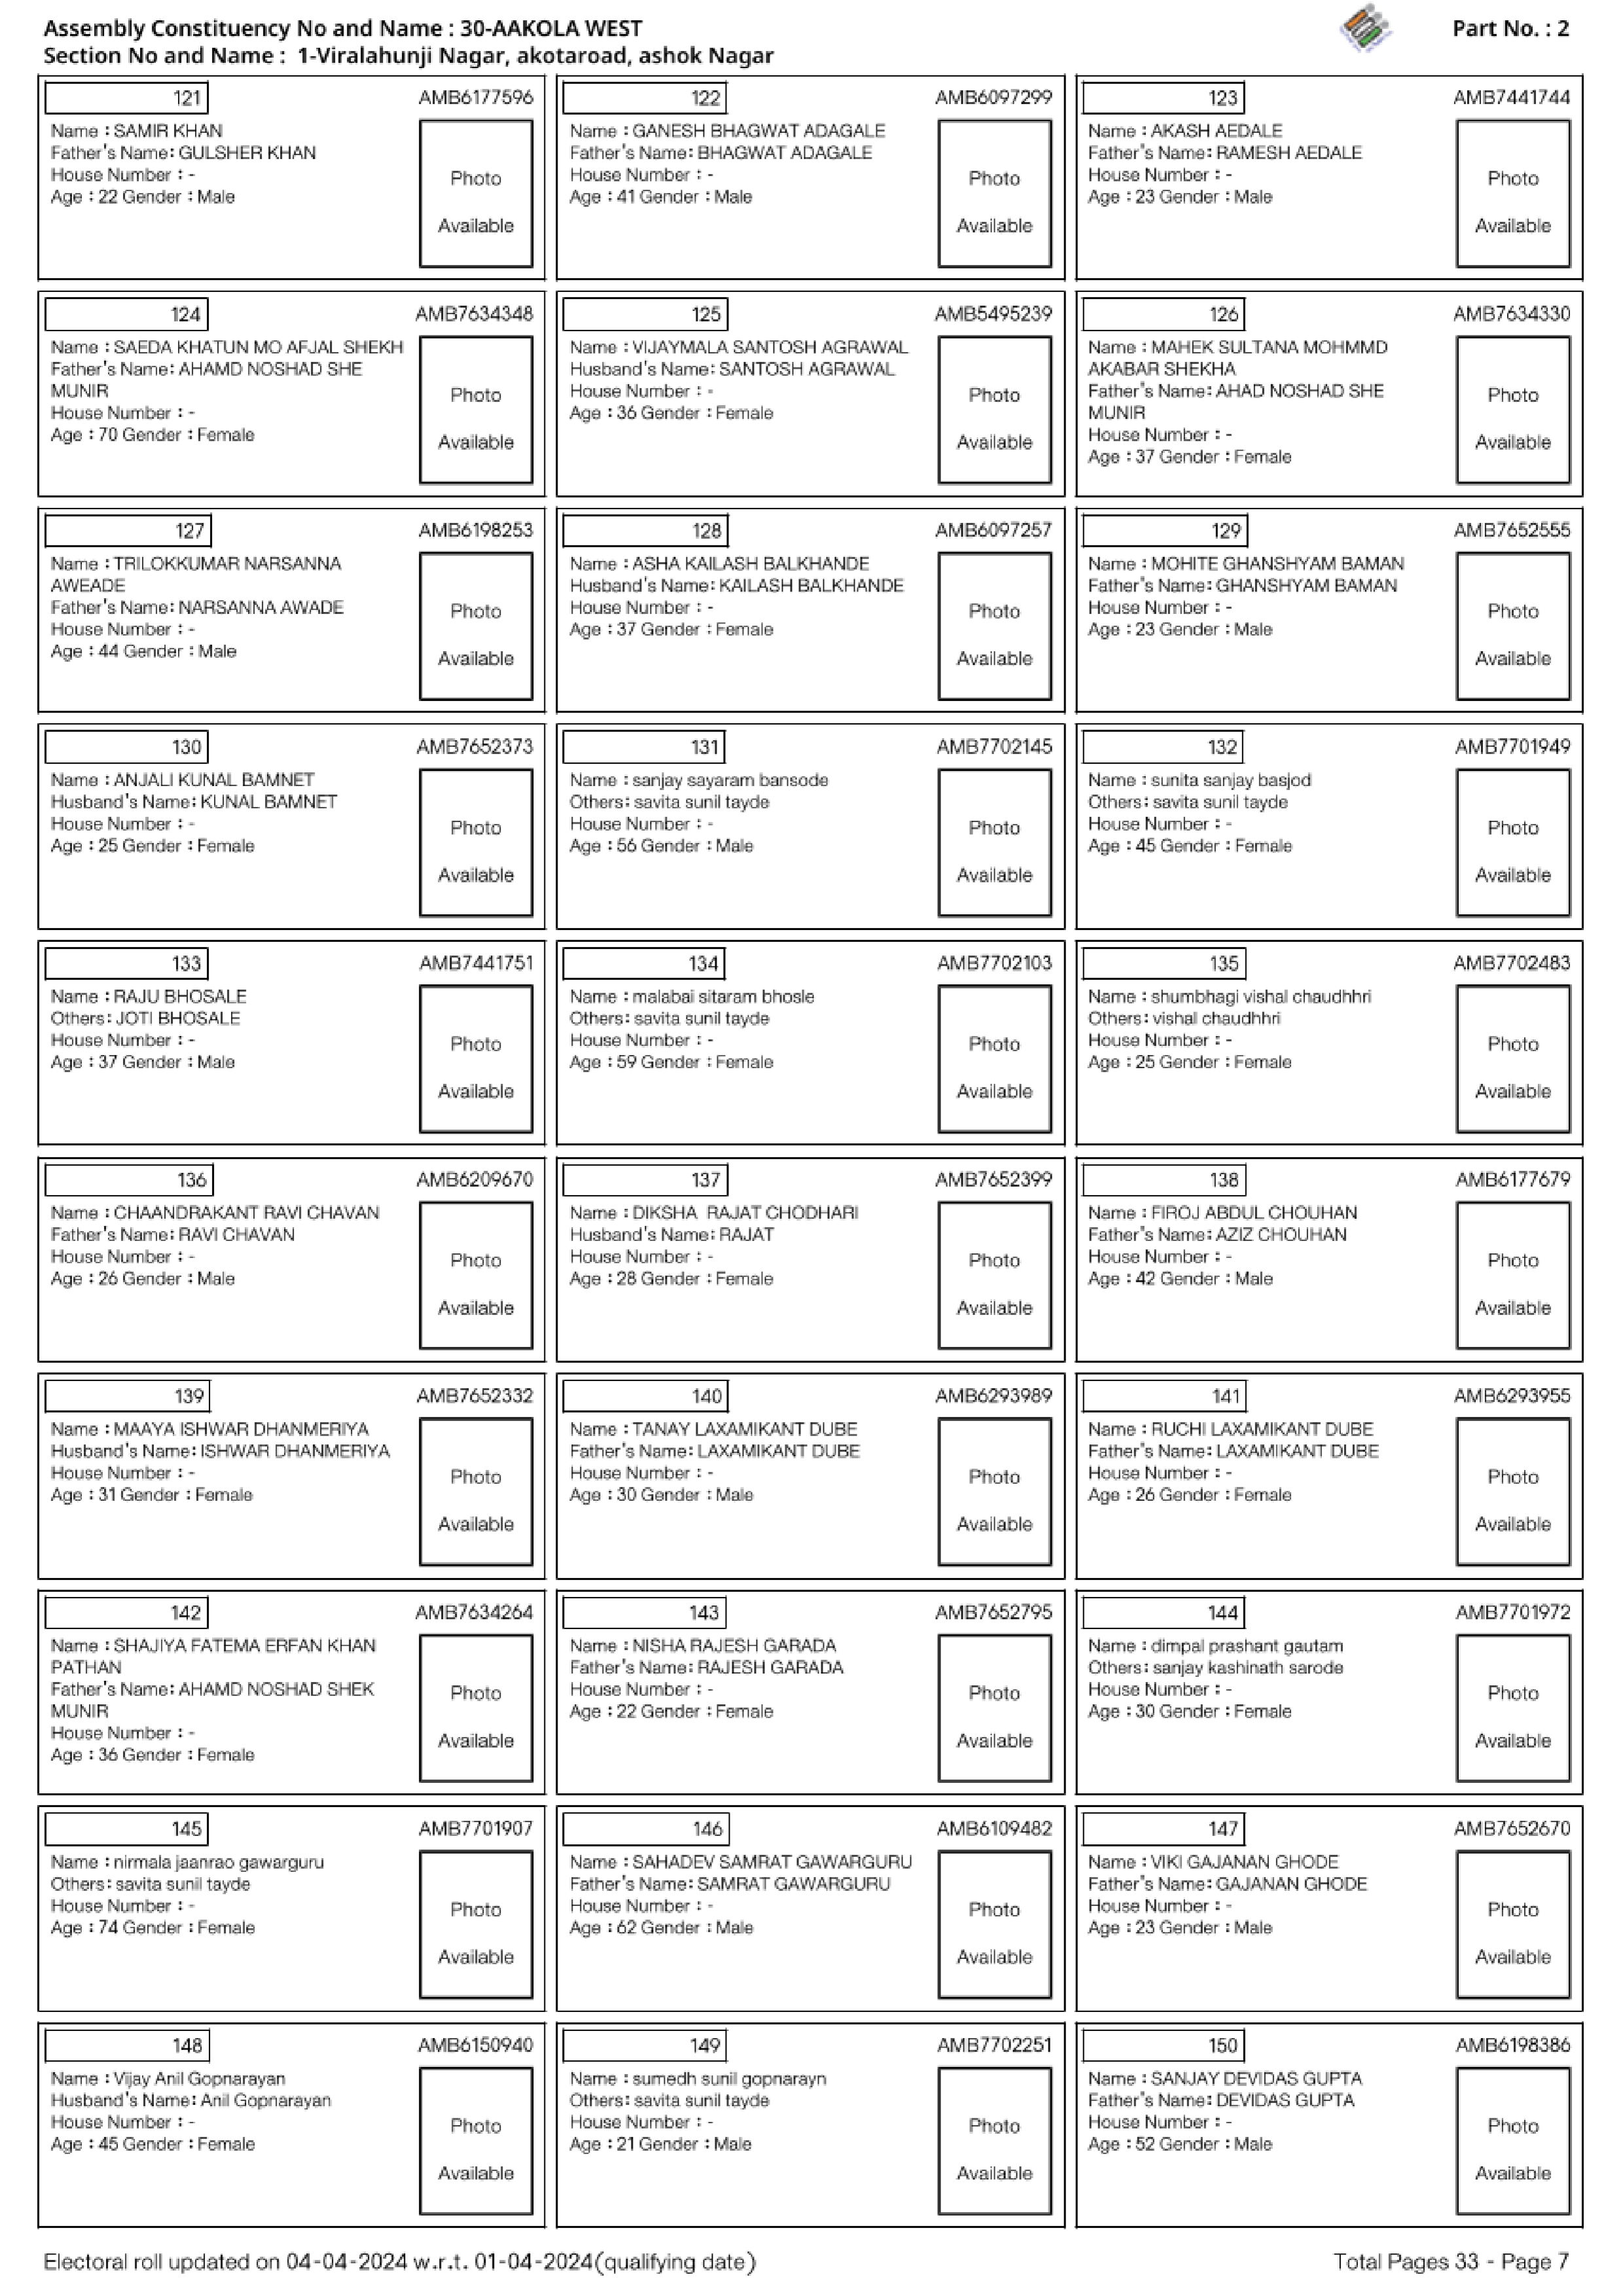 Assembly Constituency No and Name : 30-AAKOLA WEST
Part No. : 2
Section No and Name : 1-Viralahunji Nagar, akotaroad, ashok Nagar
121
AMB6177596
Name : SAMIR KHAN
Father's Name: GULSHER KHAN
House Number : -
Age : 22 Gender : Male
Photo
Available
122
AMB6097299
Name : GANESH BHAGWAT ADAGALE
Father's Name: BHAGWAT ADAGALE
House Number : -
Age : 41 Gender : Male
Photo
Available
123
AMB7441744
Name : AKASH AEDALE
Father's Name: RAMESH AEDALE
House Number : -
Age : 23 Gender : Male
Photo
Available
124
AMB7634348
Name : SAEDA KHATUN MO AFJAL SHEKH
Father's Name: AHAMD NOSHAD SHE
MUNIR
House Number : -
Age : 70 Gender : Female
Photo
Available
125
AMB5495239
Name : VIJAYMALA SANTOSH AGRAWAL
Husband's Name: SANTOSH AGRAWAL
House Number : -
Age : 36 Gender : Female
Photo
Available
126
AMB7634330
Name : MAHEK SULTANA MOHMMD
AKABAR SHEKHA
Father's Name: AHAD NOSHAD SHE
MUNIR
House Number : -
Age : 37 Gender : Female
Photo
Available
127
AMB6198253
Name : TRILOKKUMAR NARSANNA
AWEADE
Father's Name: NARSANNA AWADE
House Number : -
Age : 44 Gender : Male
Photo
Available
128
AMB6097257
Name : ASHA KAILASH BALKHANDE
Husband's Name: KAILASH BALKHANDE
House Number : -
Age : 37 Gender : Female
Photo
Available
129
AMB7652555
Name : MOHITE GHANSHYAM BAMAN
Father's Name: GHANSHYAM BAMAN
House Number : -
Age : 23 Gender : Male
Photo
Available
130
AMB7652373
Name : ANJALI KUNAL BAMNET
Husband's Name: KUNAL BAMNET
House Number : -
Age : 25 Gender : Female
Photo
Available
131
AMB7702145
Name : sanjay sayaram bansode
Others: savita sunil tayde
House Number : -
Age : 56 Gender : Male
Photo
Available
132
AMB7701949
Name : sunita sanjay basjod
Others: savita sunil tayde
House Number : -
Age : 45 Gender : Female
Photo
Available
133
AMB7441751
Name : RAJU BHOSALE
Others: JOTI BHOSALE
House Number : -
Age : 37 Gender : Male
Photo
Available
134
AMB7702103
Name : malabai sitaram bhosle
Others: savita sunil tayde
House Number : -
Age : 59 Gender : Female
Photo
Available
135
AMB7702483
Name : shumbhagi vishal chaudhhri
Others: vishal chaudhhri
House Number : -
Age : 25 Gender : Female
Photo
Available
136
AMB6209670
Name : CHAANDRAKANT RAVI CHAVAN
Father's Name: RAVI CHAVAN
House Number : -
Age : 26 Gender : Male
Photo
Available
137
AMB7652399
Name : DIKSHA RAJAT CHODHARI
Husband's Name: RAJAT
House Number : -
Age : 28 Gender : Female
Photo
Available
138
AMB6177679
Name : FIROJ ABDUL CHOUHAN
Father's Name: AZIZ CHOUHAN
House Number : -
Age : 42 Gender : Male
Photo
Available
139
AMB7652332
Name : MAAYA ISHWAR DHANMERIYA
Husband's Name: ISHWAR DHANMERIYA
House Number : -
Age : 31 Gender : Female
Photo
Available
140
AMB6293989
Name : TANAY LAXAMIKANT DUBE
Father's Name: LAXAMIKANT DUBE
House Number : -
Age : 30 Gender : Male
Photo
Available
141
AMB6293955
Name : RUCHI LAXAMIKANT DUBE
Father's Name: LAXAMIKANT DUBE
House Number : -
Age : 26 Gender : Female
Photo
Available
142
AMB7634264
Name : SHAJIYA FATEMA ERFAN KHAN
PATHAN
Father's Name: AHAMD NOSHAD SHEK
MUNIR
House Number : -
Age : 36 Gender : Female
Photo
Available
143
AMB7652795
Name : NISHA RAJESH GARADA
Father's Name: RAJESH GARADA
House Number : -
Age : 22 Gender : Female
Photo
Available
144
AMB7701972
Name : dimpal prashant gautam
Others: sanjay kashinath sarode
House Number : -
Age : 30 Gender : Female
Photo
Available
145
AMB7701907
Name : nirmala jaanrao gawarguru
Others: savita sunil tayde
House Number : -
Age : 74 Gender : Female
Photo
Available
146
AMB6109482
Name : SAHADEV SAMRAT GAWARGURU
Father's Name: SAMRAT GAWARGURU
House Number : -
Age : 62 Gender : Male
Photo
Available
147
AMB7652670
Name : VIKI GAJANAN GHODE
Father's Name: GAJANAN GHODE
House Number : -
Age : 23 Gender : Male
Photo
Available
148
AMB6150940
Name : Vijay Anil Gopnarayan
Husband's Name: Anil Gopnarayan
House Number : -
Age : 45 Gender : Female
Photo
Available
149
AMB7702251
Name : sumedh sunil gopnarayn
Others: savita sunil tayde
House Number : -
Age : 21 Gender : Male
Photo
Available
150
AMB6198386
Name : SANJAY DEVIDAS GUPTA
Father's Name: DEVIDAS GUPTA
House Number : -
Age : 52 Gender : Male
Photo
Available
Electoral roll updated on 04-04-2024 w.r.t. 01-04-2024(qualifying date)
Total Pages 33 - Page 7